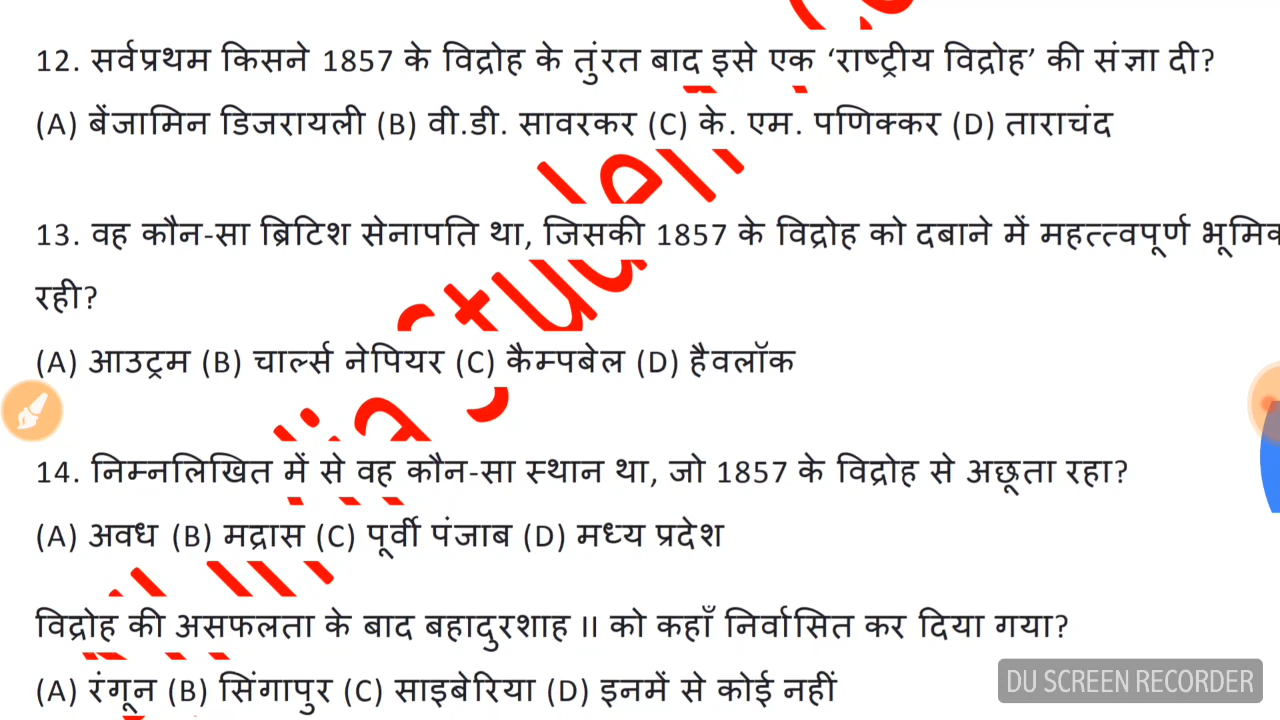 12. सर्वप्रथम किसने 1857 के विद्रोह के तुंरत बाद इसे एक ‘राष्ट्रीय विद्रोह’ की संज्ञा दी?
(A) बेंजामिन डिजरायली (B) वी.डी. सावरकर (C) के. एम. पणिक्कर (D) ताराचंद
13. वह कौन-सा ब्रिटिश सेनापति था, जिसकी 1857 के विद्रोह को दबाने में महत्त्वपूर्ण
रही?
(A) आउट्रम (B) चार्ल्स नेपियर (C) कैम्पबेल (D) हैवलॉक
14. निम्नलिखित में से वह कौन-सा स्थान था, जो 1857 के विद्रोह से अछूता रहा?
(A) अवध (B) मद्रास (C) पूर्वी पंजाब (D) मध्य प्रदेश
विद्रोह की असफलता के बाद बहादुरशाह II को कहाँ निर्वासित कर दिया गया?
(A) रंगून (B) सिंगापुर (C) साइबेरिया (D) इनमें से कोई नहीं
DU SCREEN RECORDER